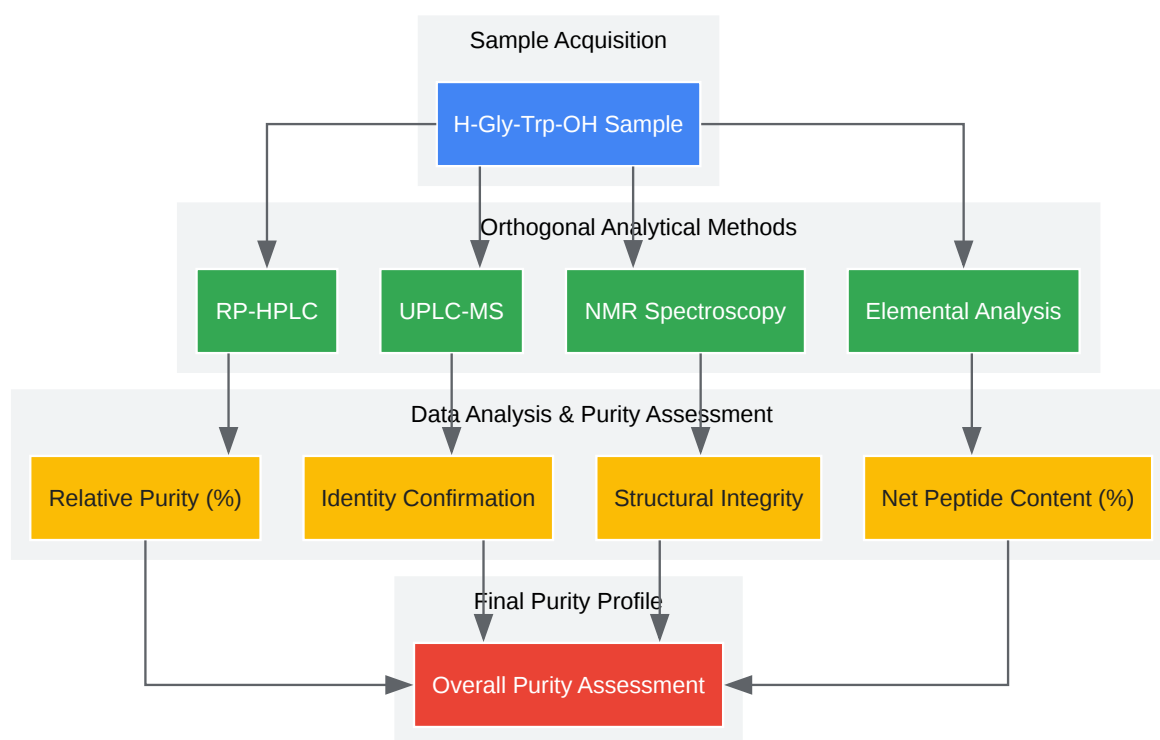 Sample Acquisition
H-Gly-Trp-OH Sample
Orthogonal Analytical Methods
RP-HPLC
UPLC-MS
NMR Spectroscopy
Elemental Analysis
Data Analysis & Purity Assessment
Relative Purity (%)
Identity Confirmation
Structural Integrity
Net Peptide Content (%)
Final Purity Profile
Overall Purity Assessment